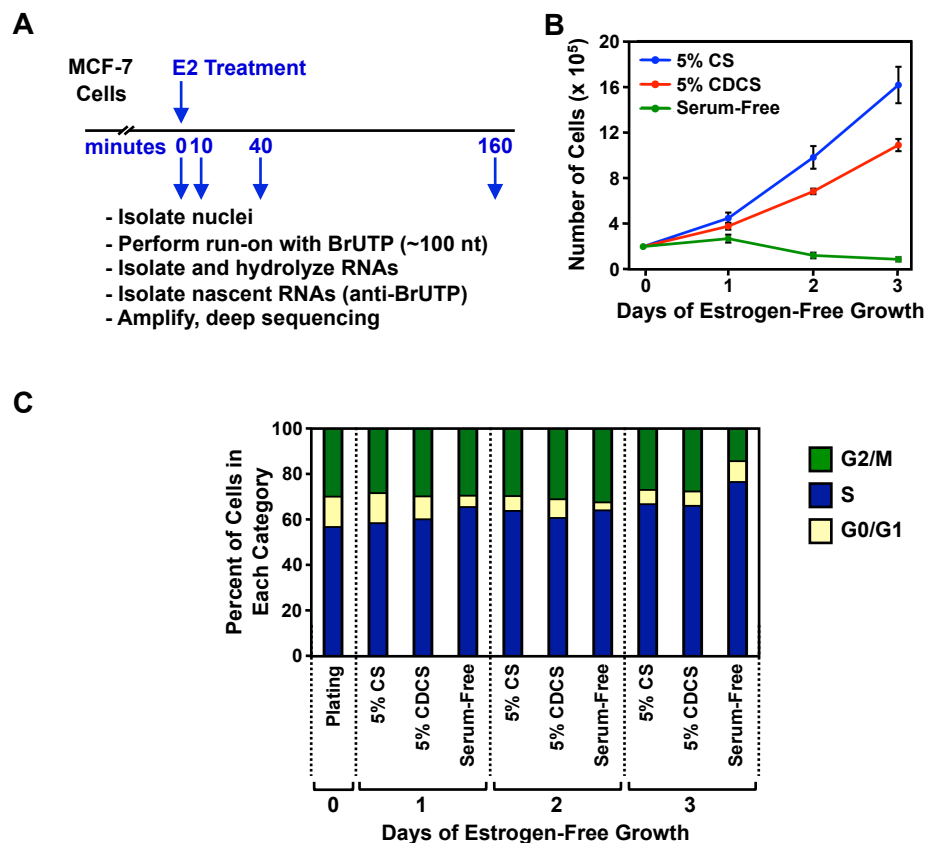 A
MCF-7
Cells
E2 Treatment
minutes 0 10 40 160
- Isolate nuclei
- Perform run-on with BrUTP (~100 nt)
- Isolate and hydrolyze RNAs
- Isolate nascent RNAs (anti-BrUTP)
- Amplify, deep sequencing
B
Number of Cells (x 10⁵)
20
16
12
8
4
0
5% CS
5% CDCS
Serum-Free
0 1 2 3
Days of Estrogen-Free Growth
C
Percent of Cells in
Each Category
100
80
60
40
20
0
G2/M
S
G0/G1
Plating
5% CS
5% CDCS
Serum-Free
5% CS
5% CDCS
Serum-Free
5% CS
5% CDCS
Serum-Free
0 1 2 3
Days of Estrogen-Free Growth